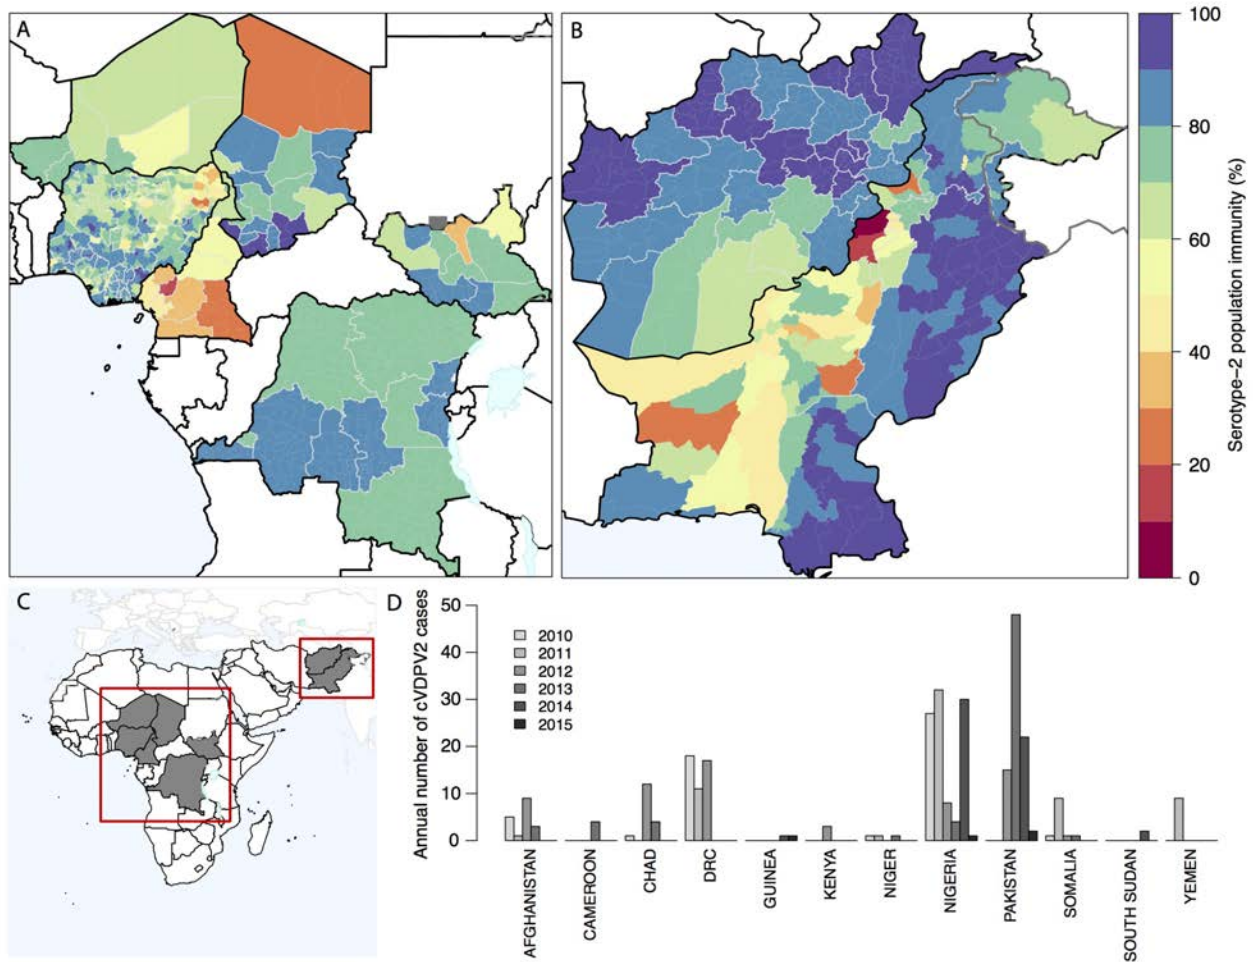 A
B
100
80
60
40
20
0
Serotype-2 population immunity (%)
C
D
Annual number of cVDPV2 cases
50
40
30
20
10
0
2010
2011
2012
2013
2014
2015
AFGHANISTAN
CAMEROON
CHAD
DRC
GUINEA
KENYA
NIGER
NIGERIA
PAKISTAN
SOMALIA
SOUTH SUDAN
YEMEN